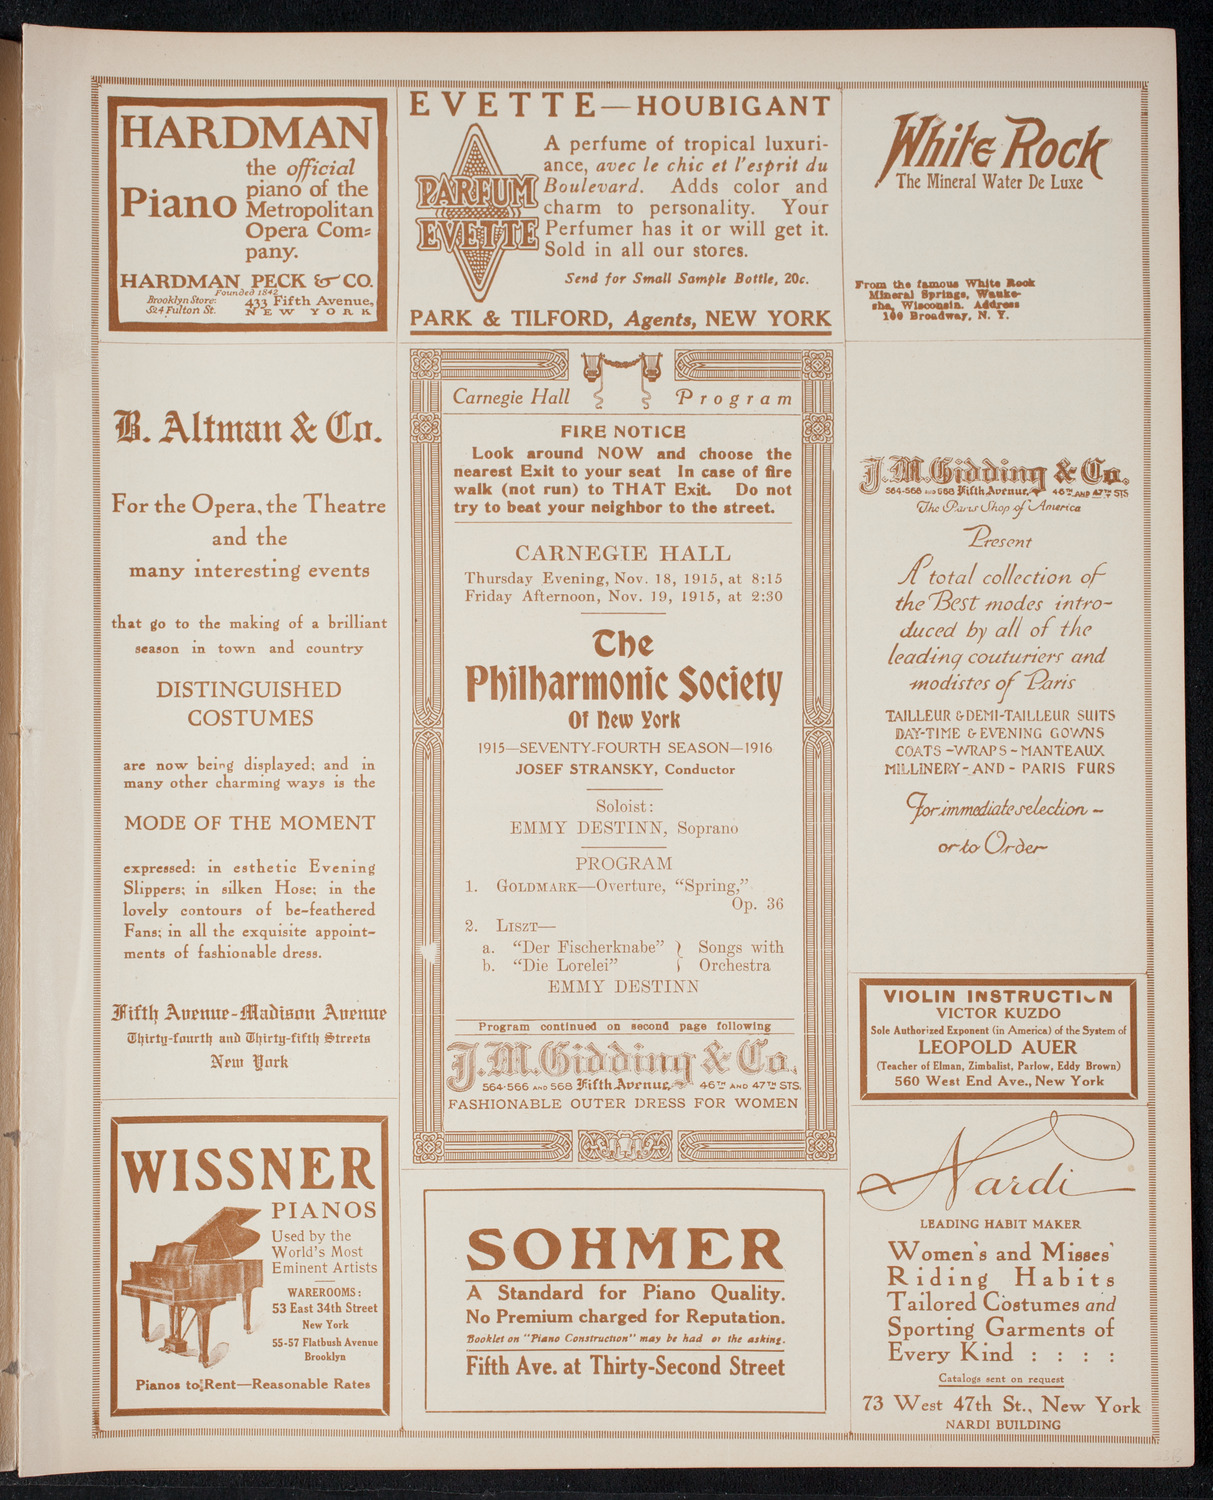 HARDMAN
Piano
the official
piano of the
Metropolitan
Opera Com=
pany.
HARDMAN PECK & CO.
Founded 1842
Brooklyn Store:
524 Fulton St.
433 Fifth Avenue,
NEW YORK
EVETTE—HOUBIGANT
PARFUM
EVETTE
A perfume of tropical luxuri-
ance, avec le chic et l'esprit du
Boulevard. Adds color and
charm to personality. Your
Perfumer has it or will get it.
Sold in all our stores.
Send for Small Sample Bottle, 20c.
PARK & TILFORD, Agents, NEW YORK
White Rock
The Mineral Water De Luxe
From the famous White Rock
Mineral Springs, Wauke-
sha, Wisconsin. Address
100 Broadway, N. Y.
B. Altman & Co.
For the Opera, the Theatre
and the
many interesting events
that go to the making of a brilliant
season in town and country
DISTINGUISHED
COSTUMES
are now being displayed; and in
many other charming ways is the
MODE OF THE MOMENT
expressed: in esthetic Evening
Slippers; in silken Hose; in the
lovely contours of be-feathered
Fans; in all the exquisite appoint-
ments of fashionable dress.
Fifth Avenue-Madison Avenue
Thirty-fourth and Thirty-fifth Streets
New York
Carnegie Hall Program
FIRE NOTICE
Look around NOW and choose the
nearest Exit to your seat In case of fire
walk (not run) to THAT Exit. Do not
try to beat your neighbor to the street.
CARNEGIE HALL
Thursday Evening, Nov. 18, 1915, at 8:15
Friday Afternoon, Nov. 19, 1915, at 2:30
The
Philharmonic Society
Of New York
1915—SEVENTY-FOURTH SEASON—1916
JOSEF STRANSKY, Conductor
Soloist:
EMMY DESTINN, Soprano
PROGRAM
1. GOLDMARK—Overture, "Spring,"
Op. 36
2. LISZT—
a. "Der Fischerknabe" } Songs with
b. "Die Lorelei" } Orchestra
EMMY DESTINN
Program continued on second page following
J.M. Gidding & Co.
564-566 AND 568 Fifth Avenue, 46TH AND 47TH STS.
FASHIONABLE OUTER DRESS FOR WOMEN
J.M. Gidding & Co.
564-566 AND 568 Fifth Avenue, 46TH AND 47TH STS
The Paris Shop of America
Present
A total collection of
the Best modes intro-
duced by all of the
leading couturiers and
modistes of Paris
TAILLEUR & DEMI-TAILLEUR SUITS
DAY-TIME & EVENING GOWNS
COATS - WRAPS - MANTEAUX
MILLINERY - AND - PARIS FURS
For immediate selection -
or to Order
VIOLIN INSTRUCTION
VICTOR KUZDO
Sole Authorized Exponent (in America) of the System of
LEOPOLD AUER
(Teacher of Elman, Zimbalist, Parlow, Eddy Brown)
560 West End Ave., New York
WISSNER
PIANOS
Used by the
World's Most
Eminent Artists
WAREROOMS:
53 East 34th Street
New York
55-57 Flatbush Avenue
Brooklyn
Pianos to Rent—Reasonable Rates
SOHMER
A Standard for Piano Quality.
No Premium charged for Reputation.
Booklet on "Piano Construction" may be had or the asking.
Fifth Ave. at Thirty-Second Street
Nardi
LEADING HABIT MAKER
Women's and Misses'
Riding Habits
Tailored Costumes and
Sporting Garments of
Every Kind : : : :
Catalogs sent on request
73 West 47th St., New York
NARDI BUILDING